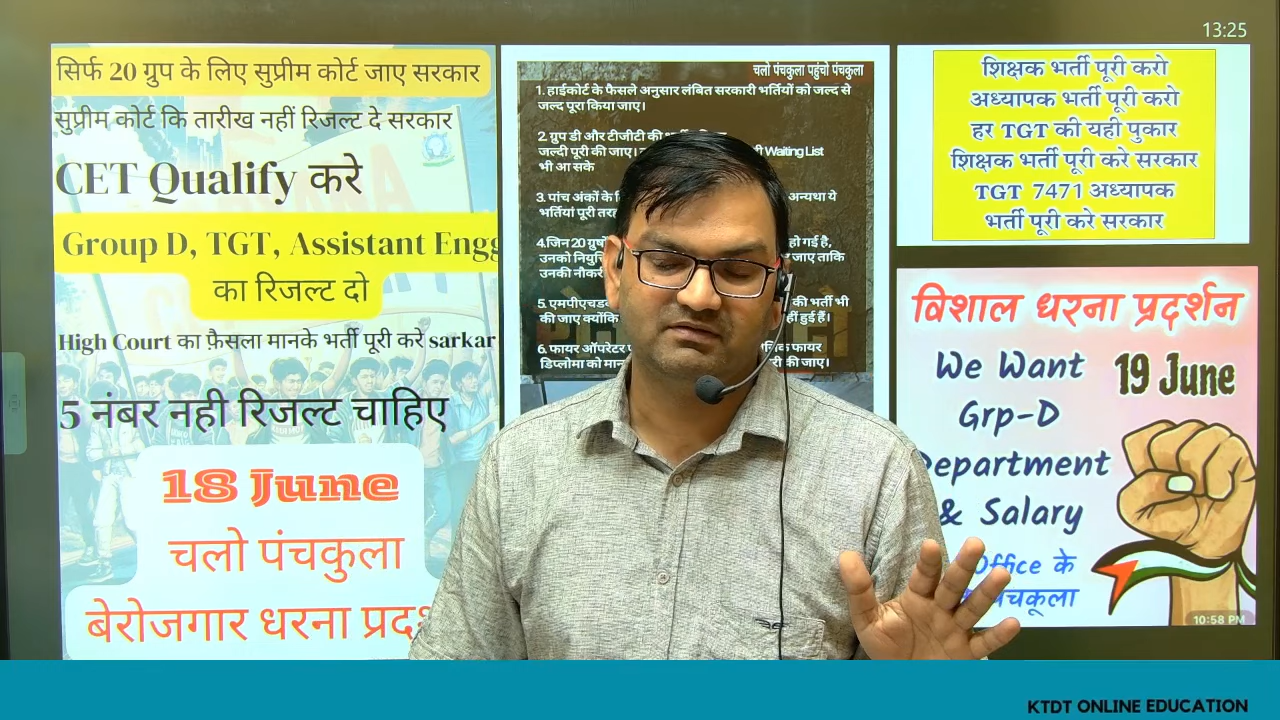 13:25
सिर्फ 20 ग्रुप के लिए सुप्रीम कोर्ट जाए सरकार
सुप्रीम कोर्ट कि तारीख नहीं रिजल्ट दे सरकार
CET Qualify करे
Group D, TGT, Assistant Engg
का रिजल्ट दो
High Court का फ़ैसला मानके भर्ती पूरी करे sarkar
5 नंबर नही रिजल्ट चाहिए
18 June
चलो पंचकुला
बेरोजगार धरना
चलो पंचकुला पहुंचो पंचकुला
1. हाईकोर्ट के फैसले अनुसार लंबित सरकारी भर्तियों को जल्द से
जल्द पूरा किया जाए।
2. ग्रुप डी और टीजीटी की
जल्दी पूरी की जाए। Waiting List
भी आ सके
3. पांच अंकों के अन्यथा ये
भर्तियां पूरी
4.जिन 20 हो गई है,
उनको जाए ताकि
उनकी
5. की भर्ती भी
की जाए हुई हैं।
6. फायर ऑपरेटर फायर
डिप्लोमा को की जाए।
शिक्षक भर्ती पूरी करो
अध्यापक भर्ती पूरी करो
हर TGT की यही पुकार
शिक्षक भर्ती पूरी करे सरकार
TGT 7471 अध्यापक
भर्ती पूरी करे सरकार
विशाल धरना प्रदर्शन
We Want 19 June
Grp-D
epartment
& Salary
Office के
पंचकूला
10:58 PM
KTDT ONLINE EDUCATION